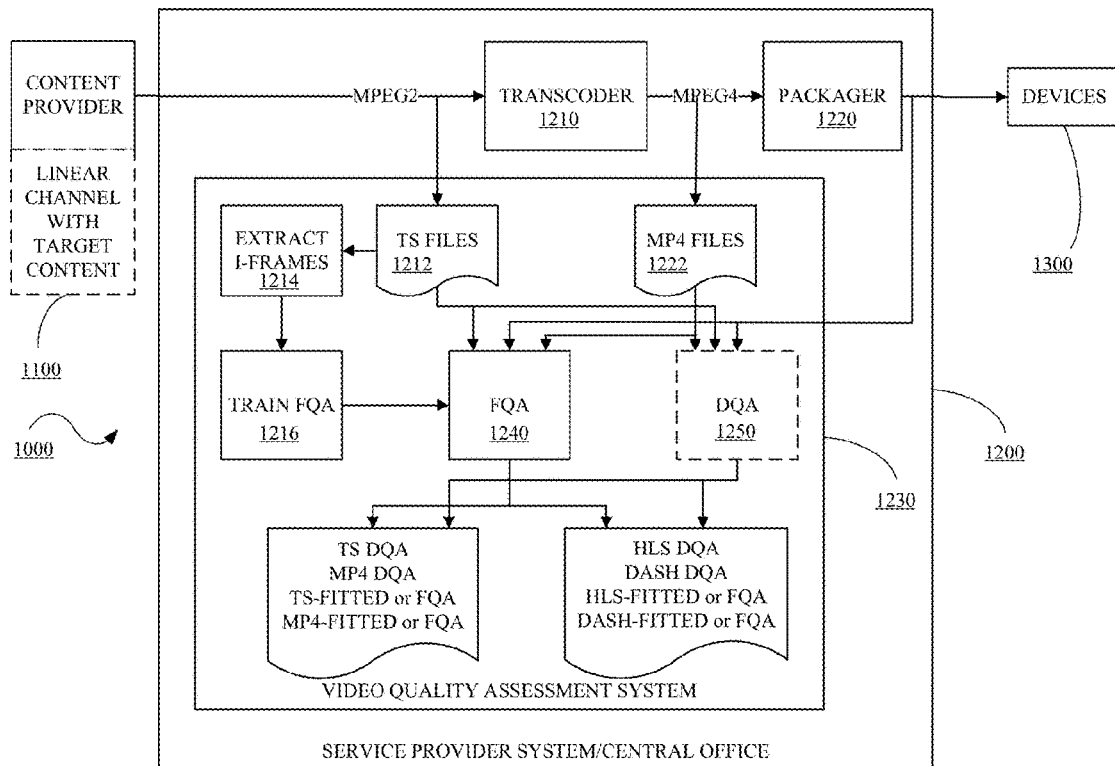 CONTENT
PROVIDER
LINEAR
CHANNEL
WITH
TARGET
CONTENT
1100
1000
MPEG2
TRANSCODER
1210
MPEG4
PACKAGER
1220
DEVICES
1300
EXTRACT
I-FRAMES
1214
TS FILES
1212
MP4 FILES
1222
TRAIN FQA
1216
FQA
1240
DQA
1250
1200
1230
TS DQA
MP4 DQA
TS-FITTED or FQA
MP4-FITTED or FQA
HLS DQA
DASH DQA
HLS-FITTED or FQA
DASH-FITTED or FQA
VIDEO QUALITY ASSESSMENT SYSTEM
SERVICE PROVIDER SYSTEM/CENTRAL OFFICE